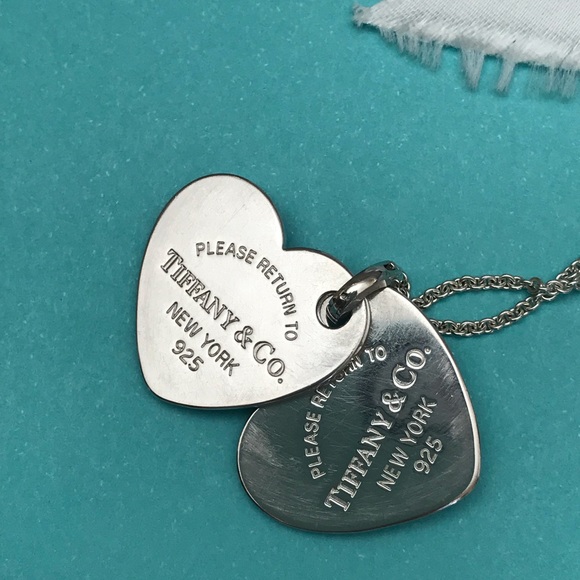 PLEASE RETURN TO
TIFFANY & CO.
NEW YORK
925
PLEASE RETURN TO
TIFFANY & CO.
NEW YORK
925